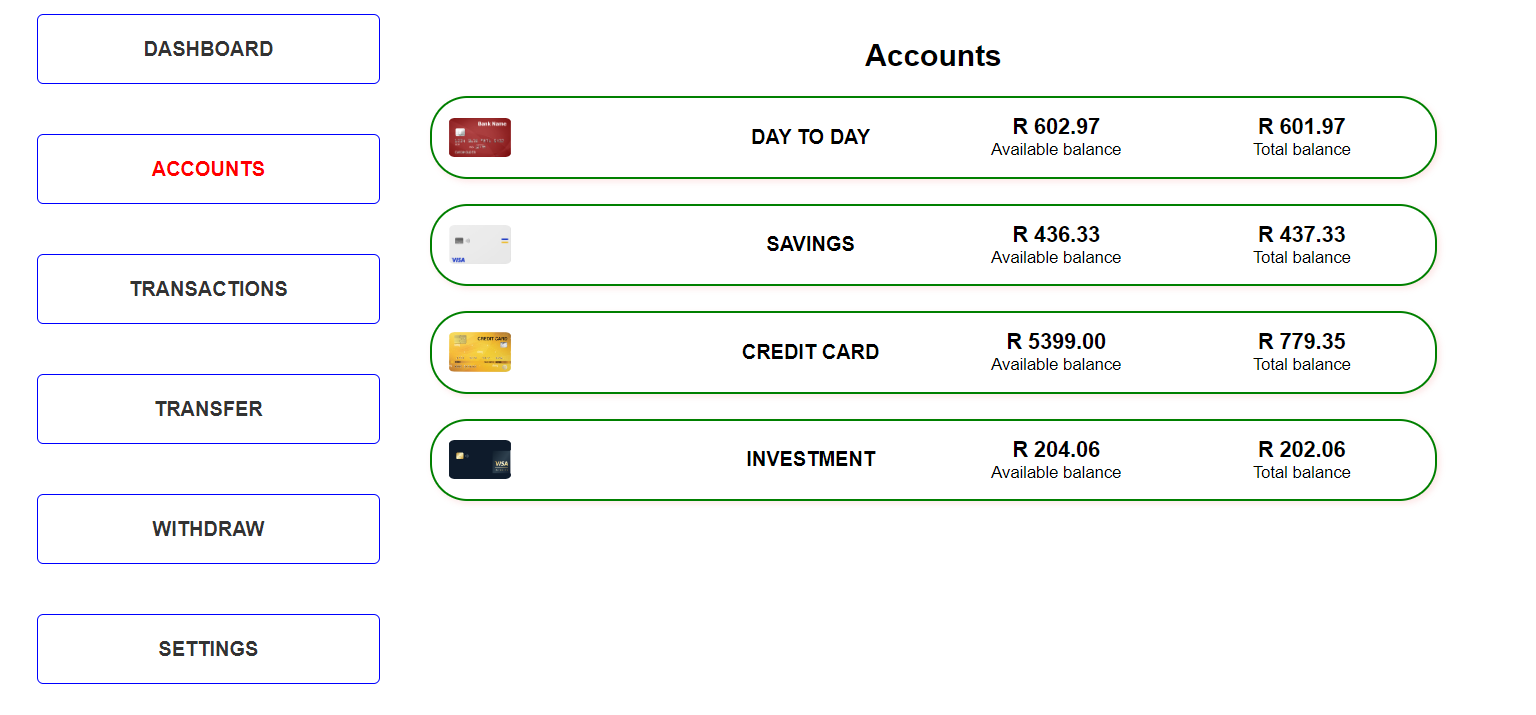 DASHBOARD
ACCOUNTS
TRANSACTIONS
TRANSFER
WITHDRAW
SETTINGS
Accounts
Bank Name
DAY TO DAY
R 602.97
Available balance
R 601.97
Total balance
VISA
SAVINGS
R 436.33
Available balance
R 437.33
Total balance
CREDIT CARD
CREDIT CARD
R 5399.00
Available balance
R 779.35
Total balance
VISA
INVESTMENT
R 204.06
Available balance
R 202.06
Total balance